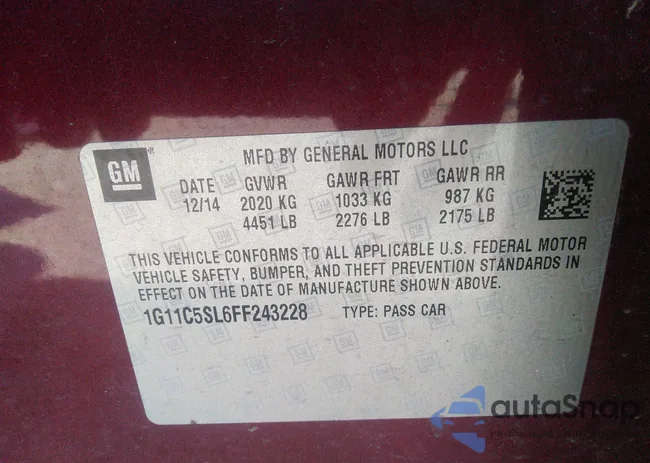 GM
MFD BY GENERAL MOTORS LLC
DATE GVWR GAWR FRT GAWR RR
12/14 2020 KG 1033 KG 987 KG
4451 LB 2276 LB 2175 LB
THIS VEHICLE CONFORMS TO ALL APPLICABLE U.S. FEDERAL MOTOR
VEHICLE SAFETY, BUMPER, AND THEFT PREVENTION STANDARDS IN
EFFECT ON THE DATE OF MANUFACTURE SHOWN ABOVE.
1G11C5SL6FF243228 TYPE: PASS CAR
autoSnap